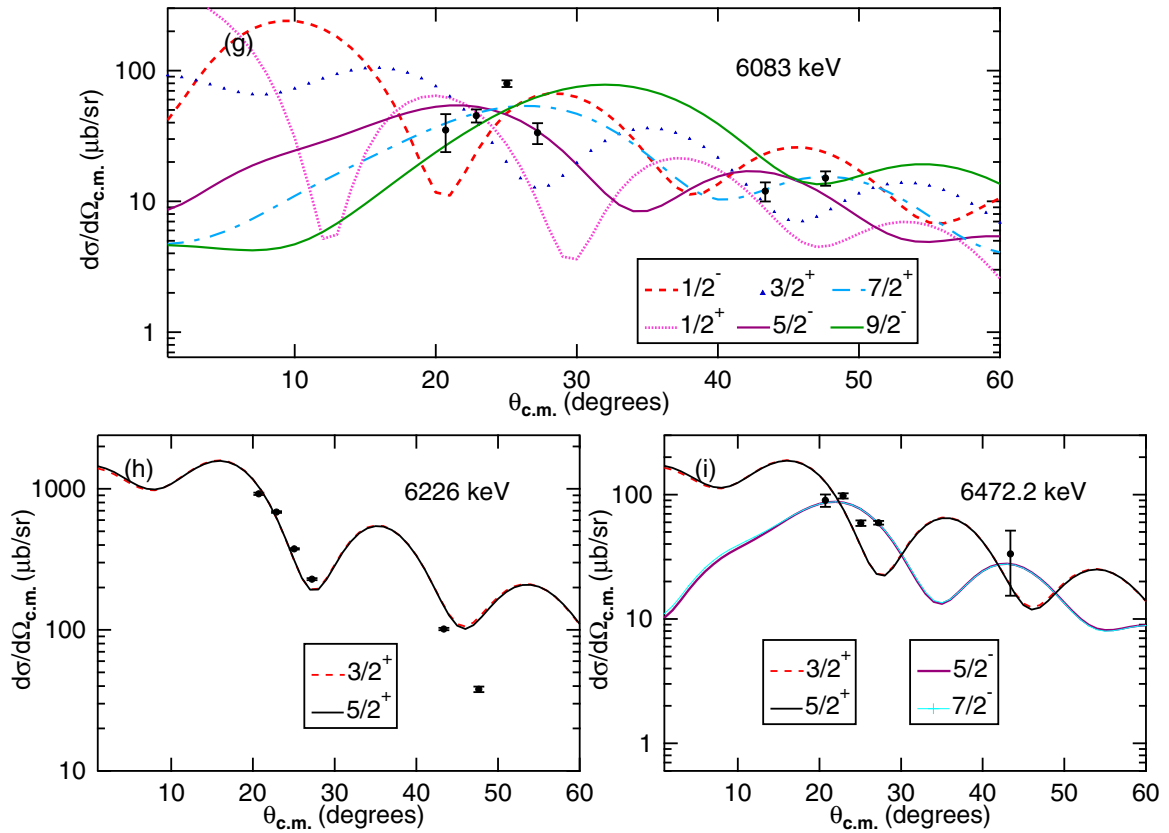 (g)
6083 keV
100
10
1
dσ/dΩc.m. (μb/sr)
1/2- 3/2+ 7/2+
1/2+ 5/2- 9/2-
10 20 30 40 50 60
θc.m. (degrees)
(h)
6226 keV
1000
100
10
dσ/dΩc.m. (μb/sr)
3/2+
5/2+
0 10 20 30 40 50 60
θc.m. (degrees)
(i)
6472.2 keV
100
10
1
dσ/dΩc.m. (μb/sr)
3/2+ 5/2-
5/2+ 7/2-
10 20 30 40 50 60
θc.m. (degrees)